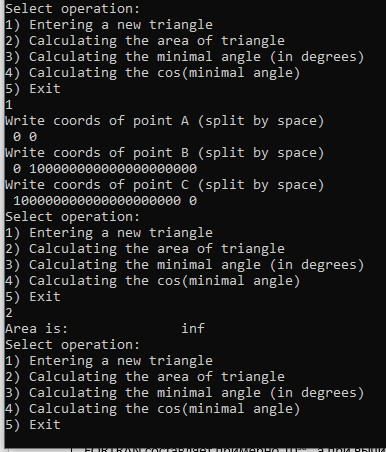 Select operation:
1) Entering a new triangle
2) Calculating the area of triangle
3) Calculating the minimal angle (in degrees)
4) Calculating the cos(minimal angle)
5) Exit
1
Write coords of point A (split by space)
0 0
Write coords of point B (split by space)
0 100000000000000000000
Write coords of point C (split by space)
100000000000000000000 0
Select operation:
1) Entering a new triangle
2) Calculating the area of triangle
3) Calculating the minimal angle (in degrees)
4) Calculating the cos(minimal angle)
5) Exit
2
Area is: inf
Select operation:
1) Entering a new triangle
2) Calculating the area of triangle
3) Calculating the minimal angle (in degrees)
4) Calculating the cos(minimal angle)
5) Exit